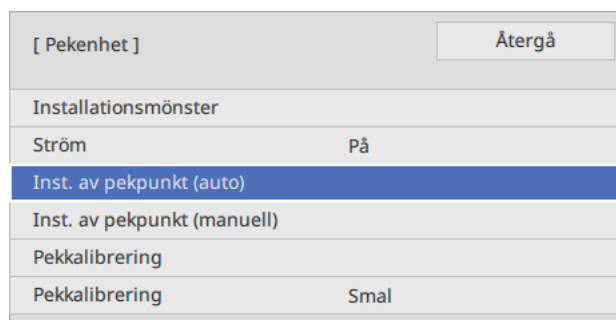 [ Pekenhet ] Återgå
Installationsmönster
Ström På
Inst. av pekpunkt (auto)
Inst. av pekpunkt (manuell)
Pekkalibrering
Pekkalibrering Smal